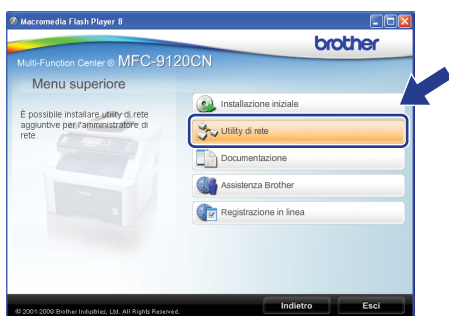 Macromedia Flash Player 8
brother
Multi-Function Center ® MFC-9120CN
Menu superiore
È possibile installare utility di rete
aggiuntive per l'amministratore di
rete.
Installazione iniziale
Utility di rete
Documentazione
Assistenza Brother
Registrazione in linea
© 2001-2009 Brother Industries, Ltd. All Rights Reserved.
Indietro
Esci